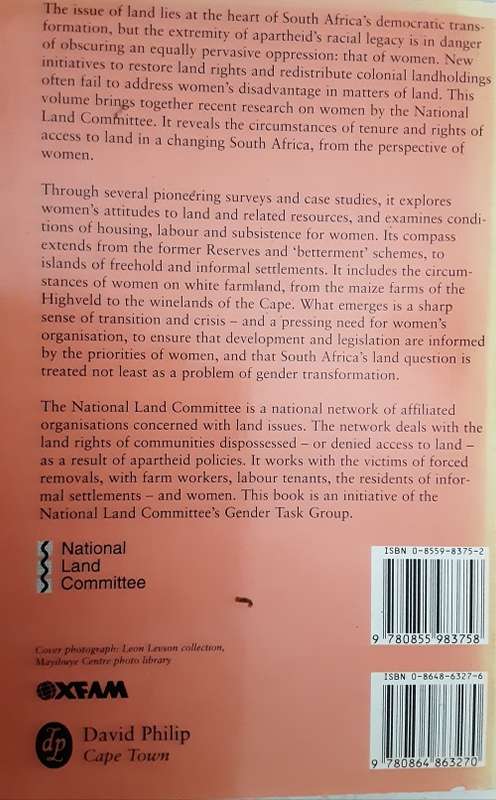 The issue of land lies at the heart of South Africa's democratic trans-
formation, but the extremity of apartheid's racial legacy is in danger
of obscuring an equally pervasive oppression: that of women. New
initiatives to restore land rights and redistribute colonial landholdings
often fail to address women's disadvantage in matters of land. This
volume brings together recent research on women by the National
Land Committee. It reveals the circumstances of tenure and rights of
access to land in a changing South Africa, from the perspective of
women.
Through several pioneering surveys and case studies, it explores
women's attitudes to land and related resources, and examines condi-
tions of housing, labour and subsistence for women. Its compass
extends from the former Reserves and 'betterment' schemes, to
islands of freehold and informal settlements. It includes the circum-
stances of women on white farmland, from the maize farms of the
Highveld to the winelands of the Cape. What emerges is a sharp
sense of transition and crisis – and a pressing need for women's
organisation, to ensure that development and legislation are informed
by the priorities of women, and that South Africa's land question is
treated not least as a problem of gender transformation.
The National Land Committee is a national network of affiliated
organisations concerned with land issues. The network deals with the
land rights of communities dispossessed – or denied access to land –
as a result of apartheid policies. It works with the victims of forced
removals, with farm workers, labour tenants, the residents of infor-
mal settlements – and women. This book is an initiative of the
National Land Committee's Gender Task Group.
National
Land
Committee
ISBN 0-8559-8375-2
9 780855 983758
Cover photograph: Leon Levson collection,
Mayibuye Centre photo library
OXFAM
ISBN 0-8648-6327-6
9 780864 863270
dp
David Philip
Cape Town